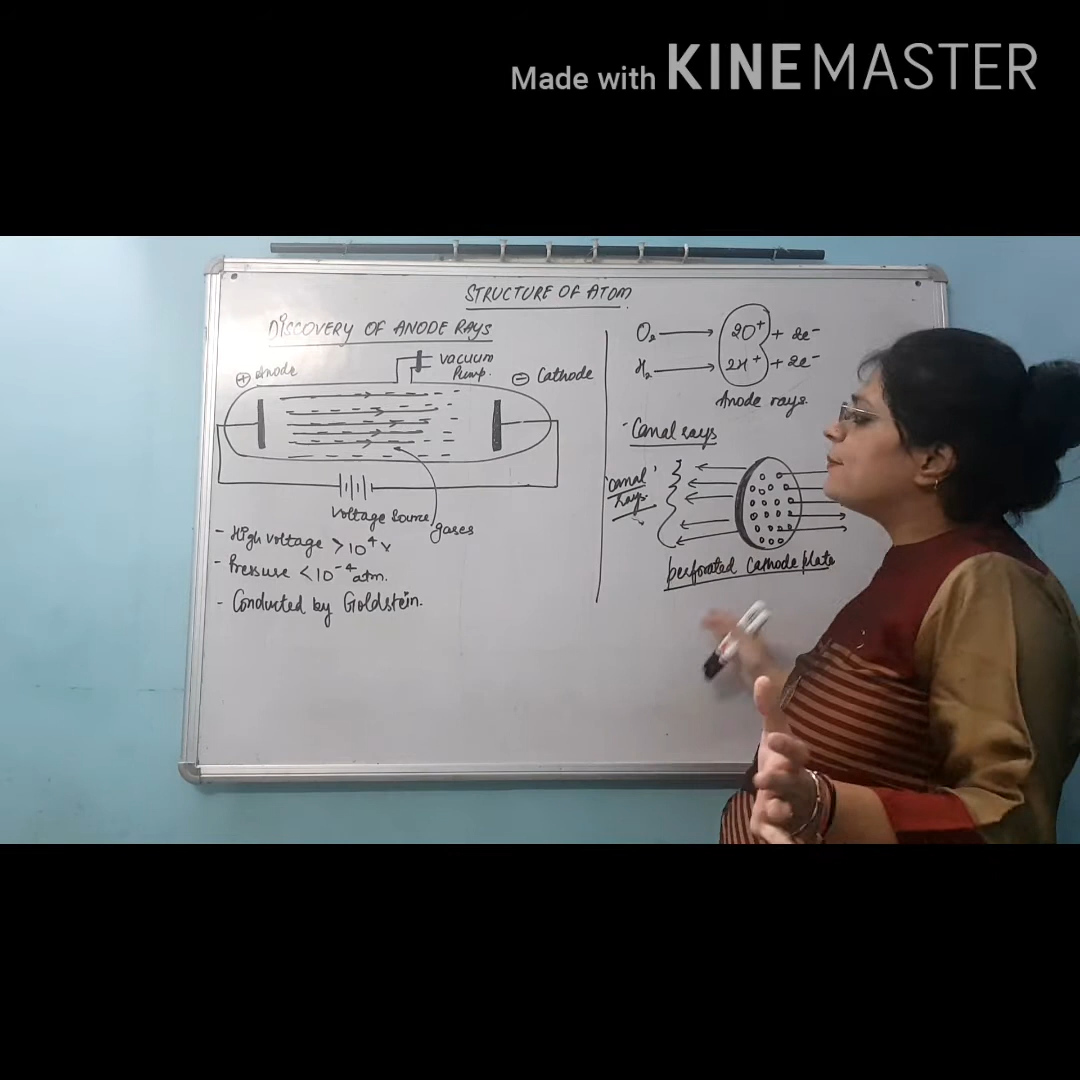 Made with KINEMASTER
STRUCTURE OF ATOM
DISCOVERY OF ANODE RAYS
vacuum
Pump.
⊕ Anode
⊖ Cathode
Voltage Source
gases
- High voltage > 10⁴ v
- Pressure < 10⁻⁴ atm.
- Conducted by Goldstein.
O₂ → 2O⁺ + 2e⁻
H₂ → 2H⁺ + 2e⁻
Anode rays.
- Canal rays
'Canal'
Rays.
perforated Cathode plate